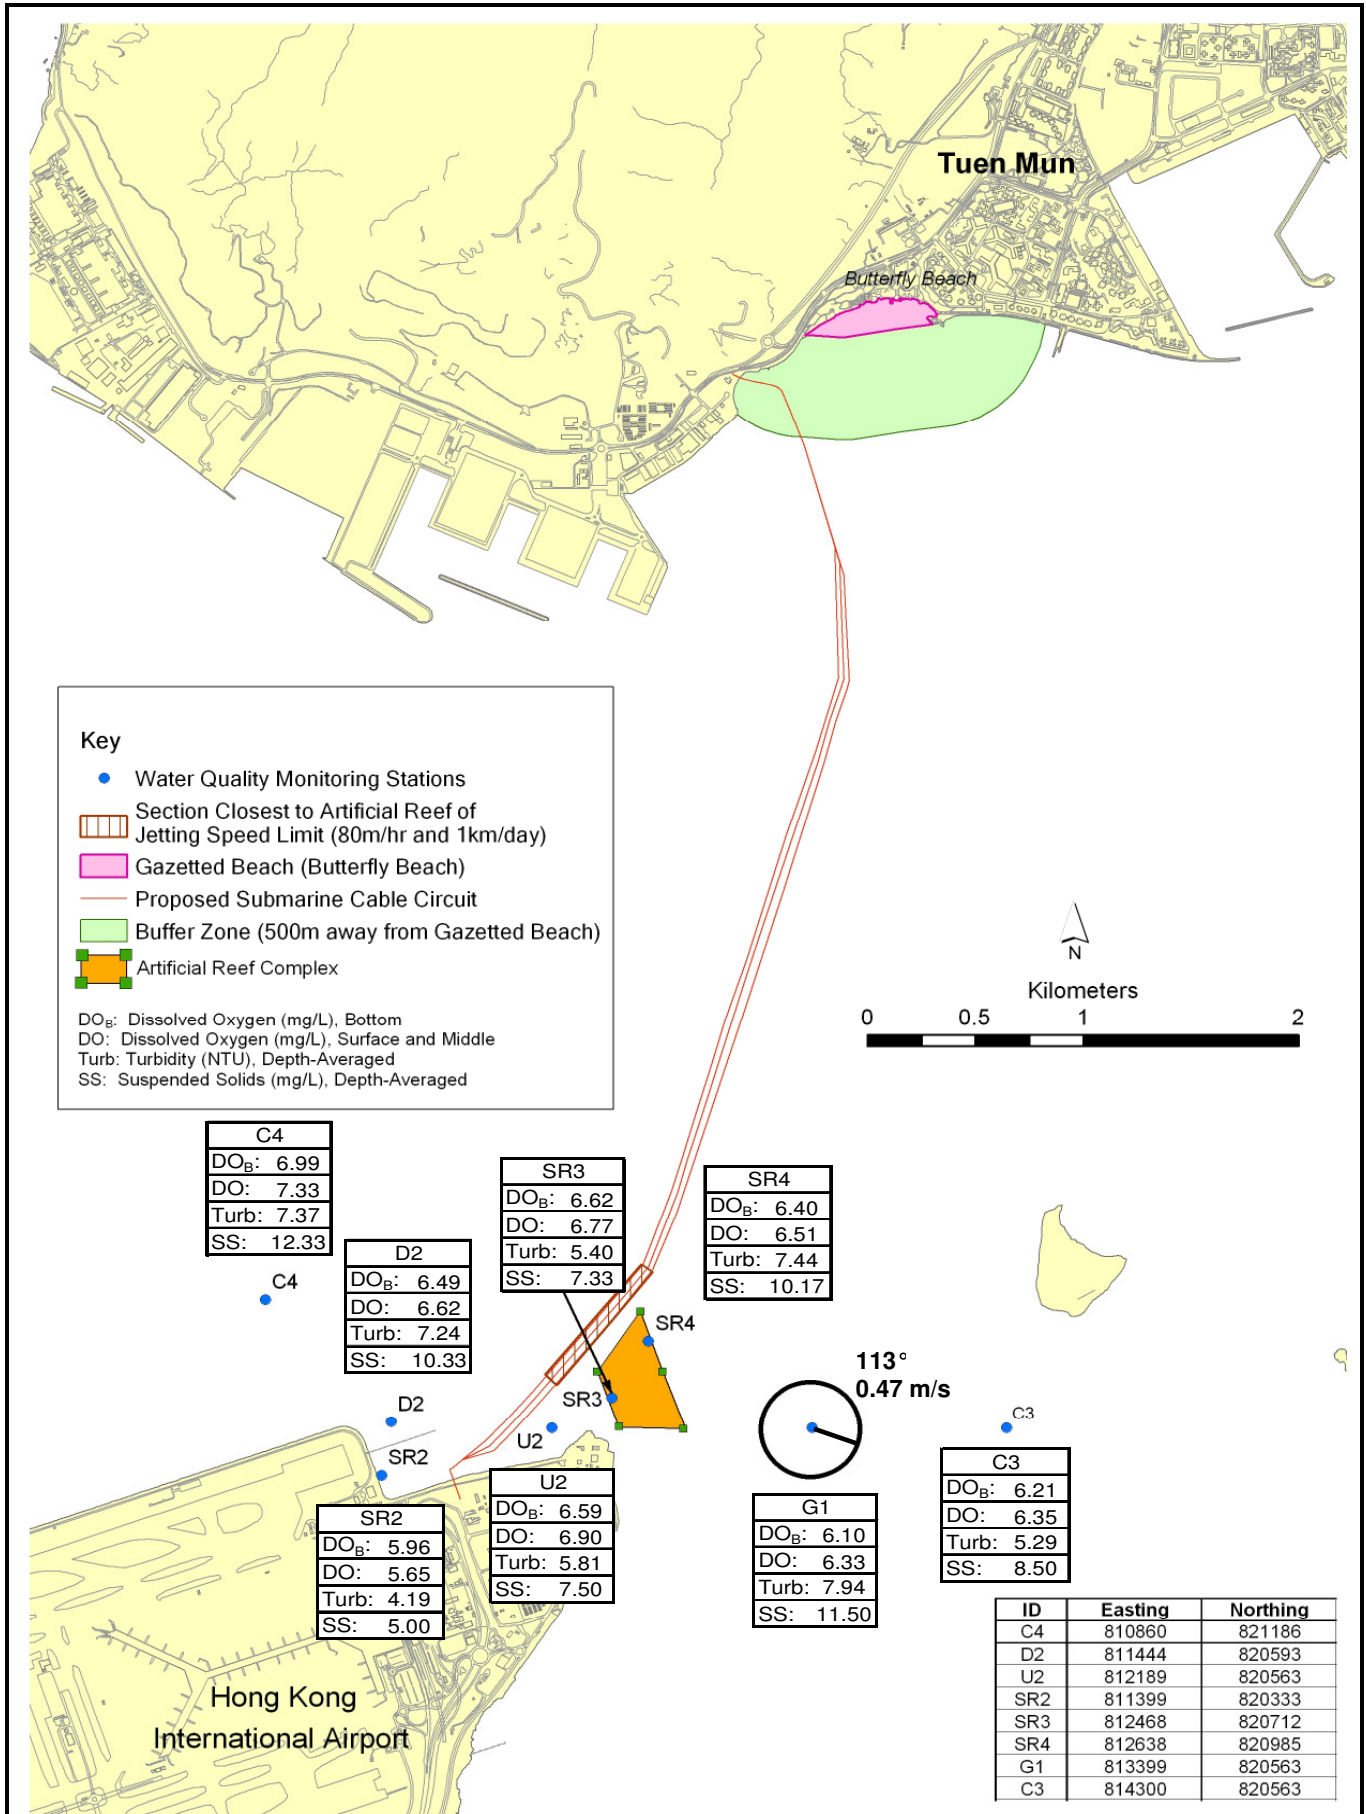 Tuen Mun
Butterfly Beach
Key
Water Quality Monitoring Stations
Section Closest to Artificial Reef of
Jetting Speed Limit (80m/hr and 1km/day)
Gazetted Beach (Butterfly Beach)
Proposed Submarine Cable Circuit
Buffer Zone (500m away from Gazetted Beach)
Artificial Reef Complex
DOB: Dissolved Oxygen (mg/L), Bottom
DO: Dissolved Oxygen (mg/L), Surface and Middle
Turb: Turbidity (NTU), Depth-Averaged
SS: Suspended Solids (mg/L), Depth-Averaged
N
Kilometers
0 0.5 1 2
C4
DOB: 6.99
DO: 7.33
Turb: 7.37
SS: 12.33
C4
D2
DOB: 6.49
DO: 6.62
Turb: 7.24
SS: 10.33
D2
SR3
DOB: 6.62
DO: 6.77
Turb: 5.40
SS: 7.33
SR3
SR4
DOB: 6.40
DO: 6.51
Turb: 7.44
SS: 10.17
SR4
113°
0.47 m/s
C3
U2
SR2
SR2
DOB: 5.96
DO: 5.65
Turb: 4.19
SS: 5.00
U2
DOB: 6.59
DO: 6.90
Turb: 5.81
SS: 7.50
G1
DOB: 6.10
DO: 6.33
Turb: 7.94
SS: 11.50
C3
DOB: 6.21
DO: 6.35
Turb: 5.29
SS: 8.50
Hong Kong
International Airport
ID Easting Northing
C4 810860 821186
D2 811444 820593
U2 812189 820563
SR2 811399 820333
SR3 812468 820712
SR4 812638 820985
G1 813399 820563
C3 814300 820563